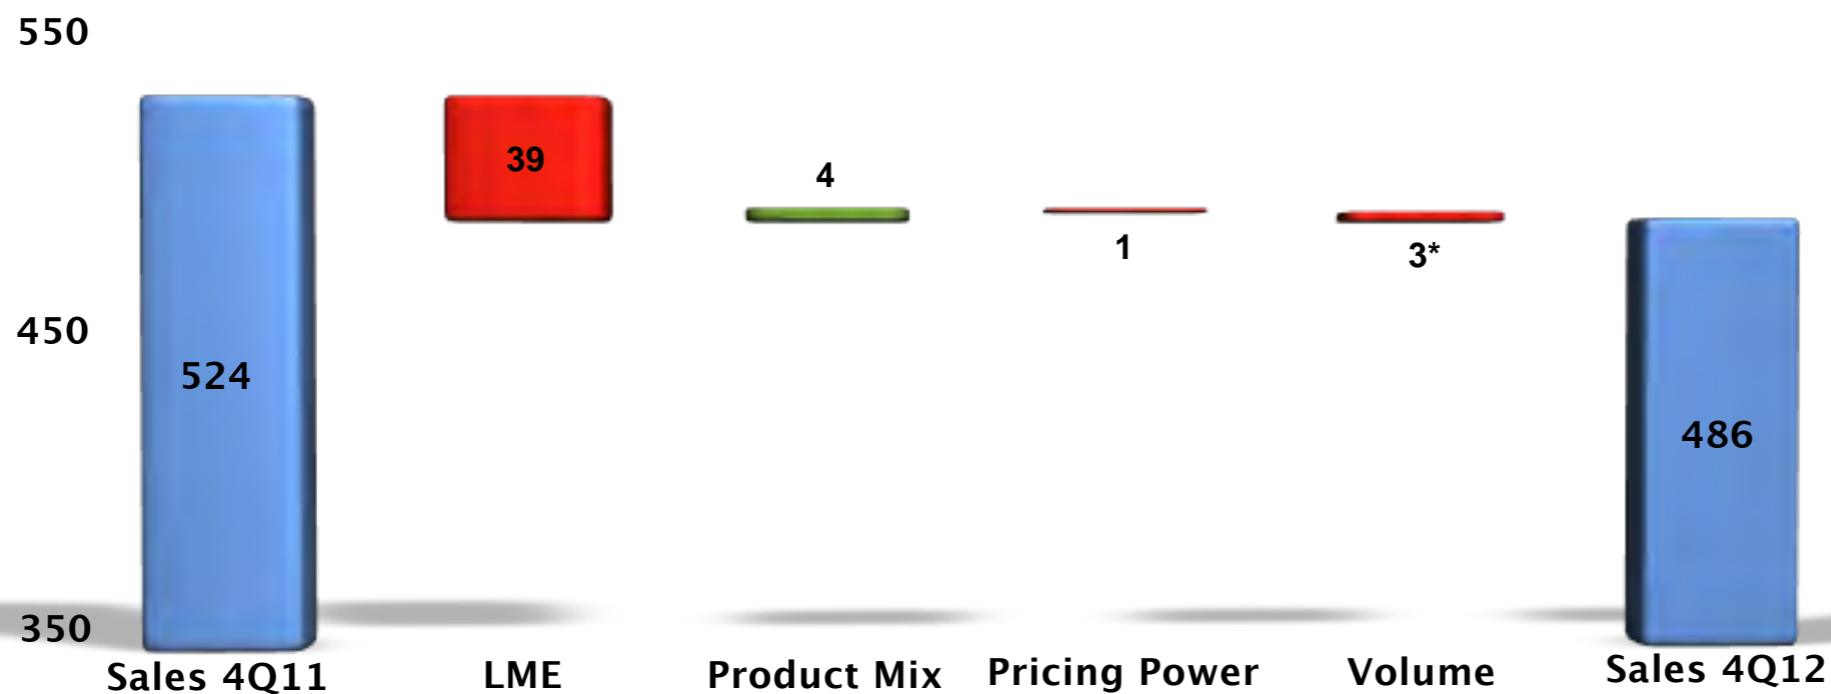 550
450
350
524
39
4
1
3*
486
Sales 4Q11
LME
Product Mix
Pricing Power
Volume
Sales 4Q12